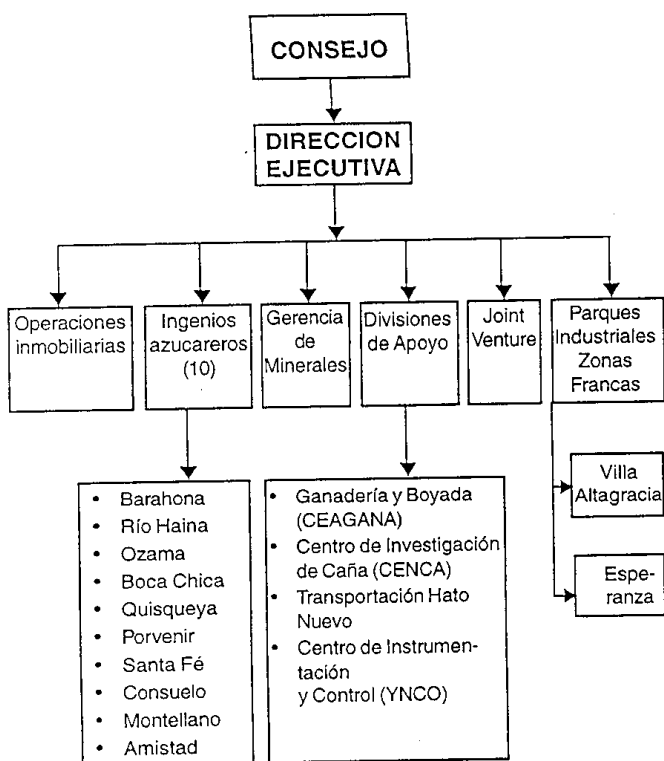 CONSEJO
DIRECCION
EJECUTIVA
Operaciones
inmobiliarias
Ingenios
azucareros
(10)
Gerencia
de
Minerales
Divisiones
de Apoyo
Joint
Venture
Parques
Industriales
Zonas
Francas
• Barahona
• Río Haina
• Ozama
• Boca Chica
• Quisqueya
• Porvenir
• Santa Fé
• Consuelo
• Montellano
• Amistad
• Ganadería y Boyada
(CEAGANA)
• Centro de Investigación
de Caña (CENCA)
• Transportación Hato
Nuevo
• Centro de Instrumen-
tación
y Control (YNCO)
Villa
Altagracia
Espe-
ranza